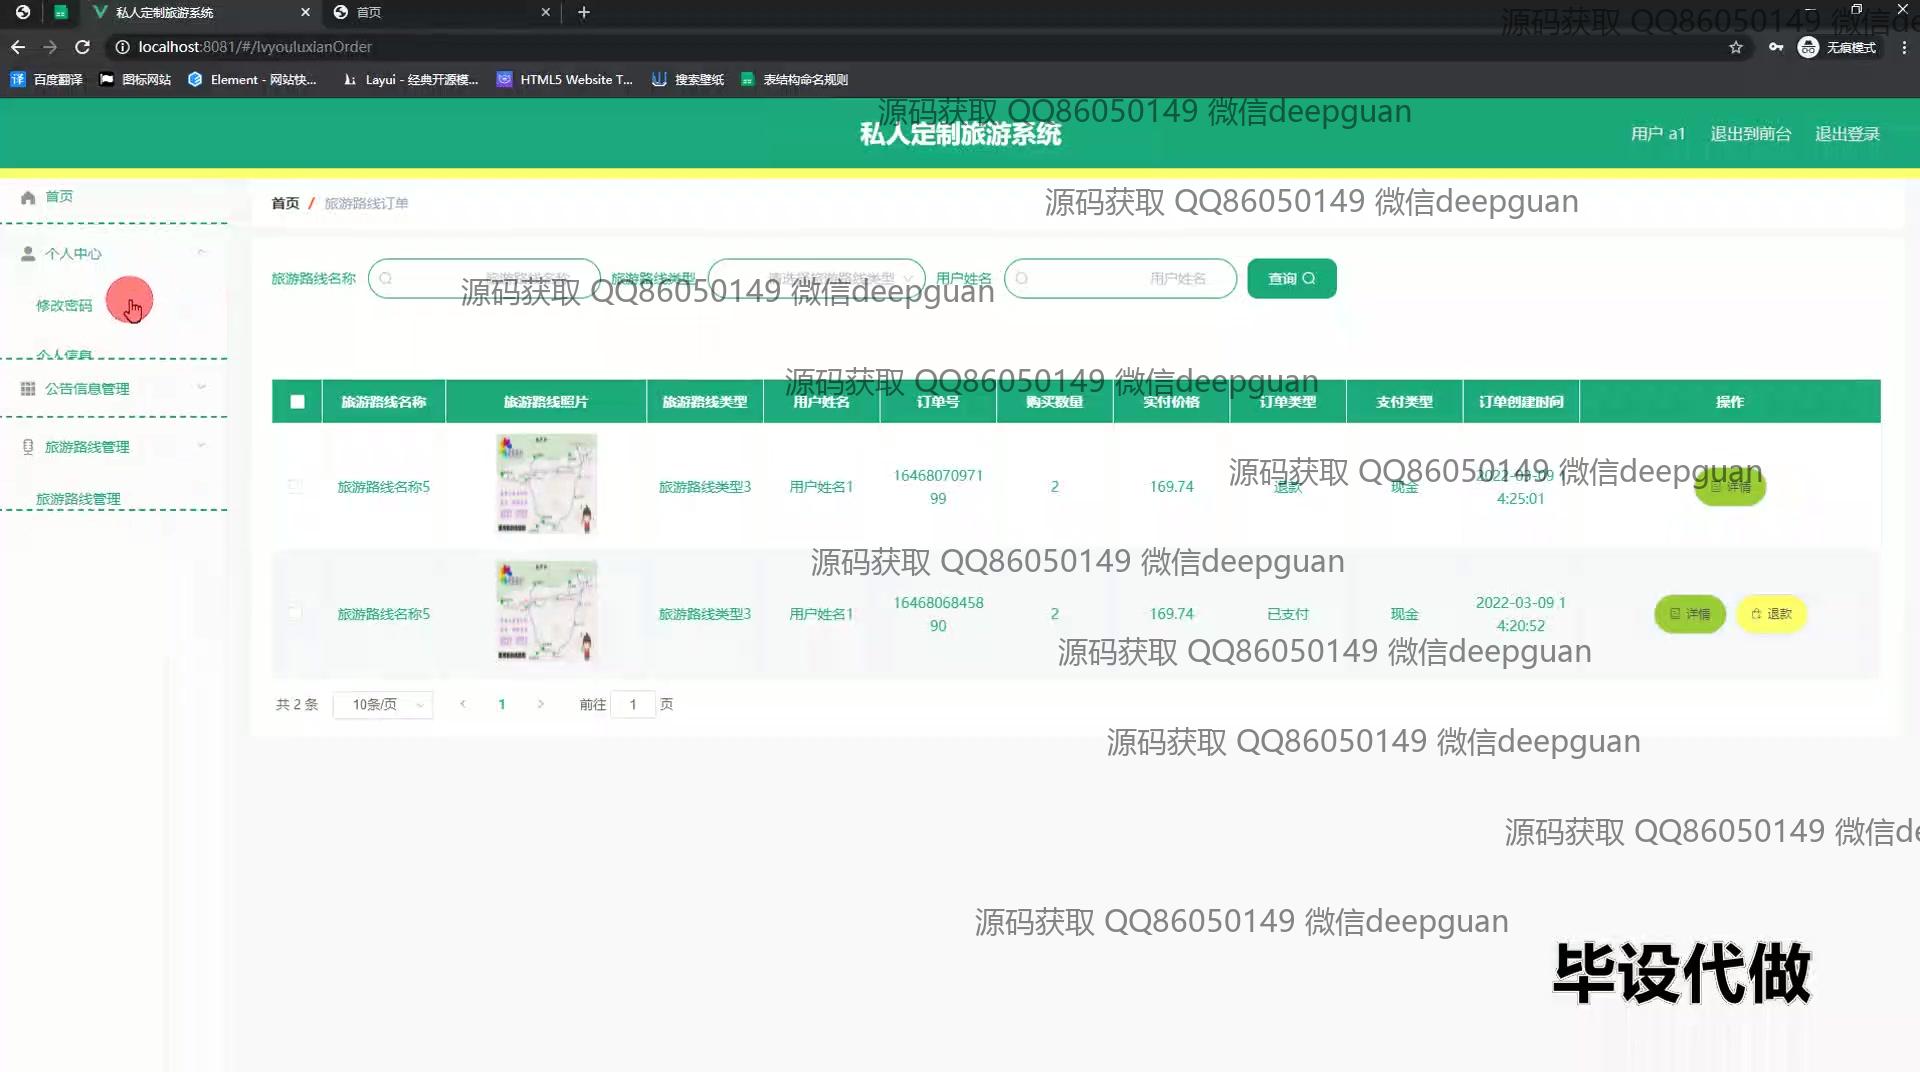 私人定制旅游系统
首页
localhost:8081/#/lvyouluxianOrder
无痕模式
百度翻译
图标网站
Element - 网站快...
Layui - 经典开源模...
HTML5 Website T...
搜索壁纸
表结构命名规则
源码获取 QQ86050149 微信de
源码获取 QQ86050149 微信deepguan
私人定制旅游系统
用户 a1
退出到前台
退出登录
首页
个人中心
修改密码
个人信息
公告信息管理
旅游路线管理
旅游路线管理
首页 / 旅游路线订单
源码获取 QQ86050149 微信deepguan
旅游路线名称
旅游路线名称
旅游路线类型
请选择旅游路线类型
用户姓名
用户姓名
查询
源码获取 QQ86050149 微信deepguan
源码获取 QQ86050149 微信deepguan
旅游路线名称 旅游路线照片 旅游路线类型 用户姓名 订单号 购买数量 实付价格 订单类型 支付类型 订单创建时间 操作
旅游路线名称5 旅游路线类型3 用户姓名1 1646807097199 2 169.74 退款 现金 2022-03-09 14:25:01 详情
源码获取 QQ86050149 微信deepguan
源码获取 QQ86050149 微信deepguan
旅游路线名称5 旅游路线类型3 用户姓名1 1646806845890 2 169.74 已支付 现金 2022-03-09 14:20:52 详情 退款
源码获取 QQ86050149 微信deepguan
共 2 条 10条/页 1 前往 1 页
源码获取 QQ86050149 微信deepguan
源码获取 QQ86050149 微信de
源码获取 QQ86050149 微信deepguan
毕设代做